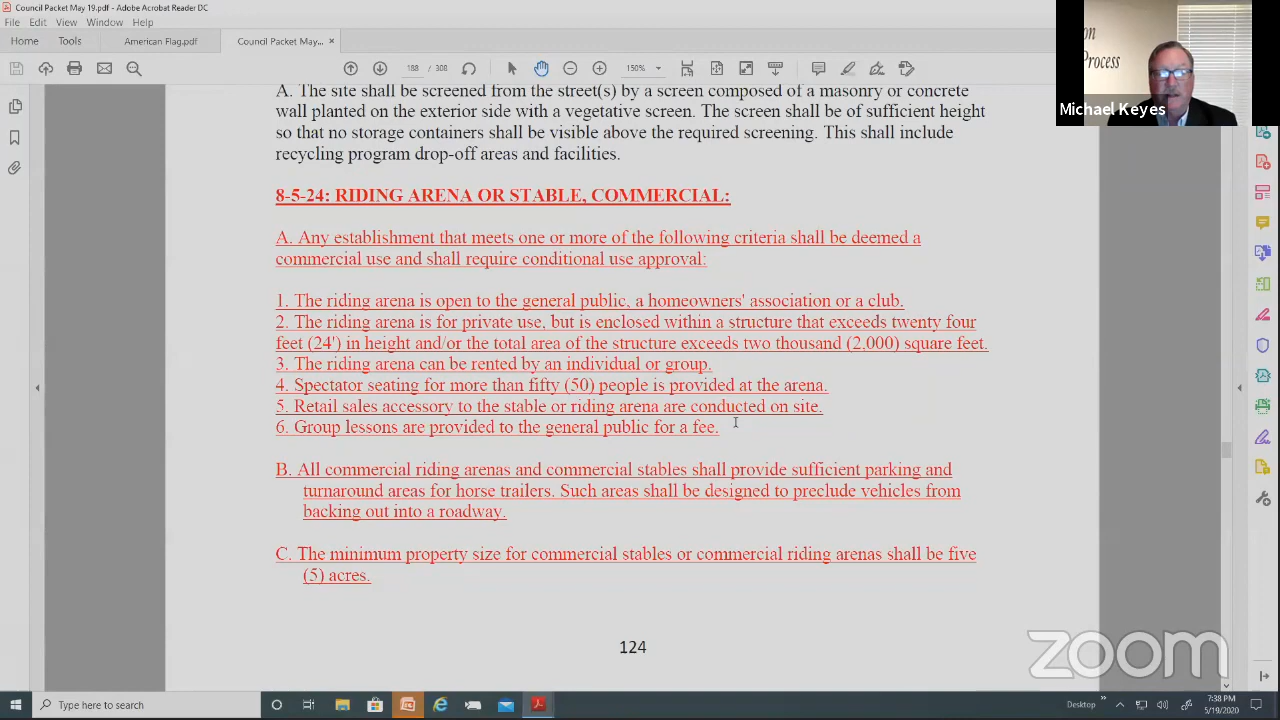 Council Packet May 19.pdf - Adobe Acrobat Reader DC
File Edit View Window Help
Home Tools American Flag.pdf Council Packet May... ×
188 / 308 150%
on
Process
Michael Keyes
A. The site shall be screened from the street(s) by a screen composed of a masonry or concrete
wall planted on the exterior side with a vegetative screen. The screen shall be of sufficient height
so that no storage containers shall be visible above the required screening. This shall include
recycling program drop-off areas and facilities.
8-5-24: RIDING ARENA OR STABLE, COMMERCIAL:
A. Any establishment that meets one or more of the following criteria shall be deemed a
commercial use and shall require conditional use approval:
1. The riding arena is open to the general public, a homeowners' association or a club.
2. The riding arena is for private use, but is enclosed within a structure that exceeds twenty four
feet (24') in height and/or the total area of the structure exceeds two thousand (2,000) square feet.
3. The riding arena can be rented by an individual or group.
4. Spectator seating for more than fifty (50) people is provided at the arena.
5. Retail sales accessory to the stable or riding arena are conducted on site.
6. Group lessons are provided to the general public for a fee.
B. All commercial riding arenas and commercial stables shall provide sufficient parking and
turnaround areas for horse trailers. Such areas shall be designed to preclude vehicles from
backing out into a roadway.
C. The minimum property size for commercial stables or commercial riding arenas shall be five
(5) acres.
124
zoom
Type here to search
Desktop
7:38 PM
5/19/2020